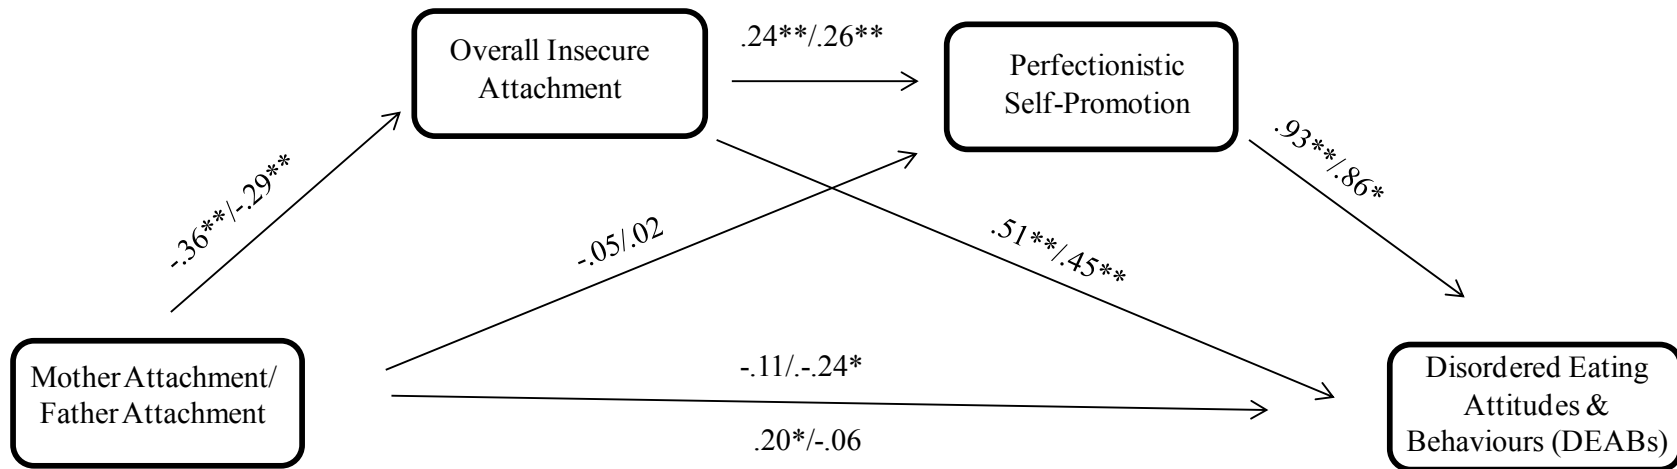 Overall Insecure
Attachment
.24**/.26**
Perfectionistic
Self-Promotion
-.36**/-.29**
-.05/.02
.51**/.45**
.93**/.86*
Mother Attachment/
Father Attachment
-.11/.-.24*
.20*/-.06
Disordered Eating
Attitudes &
Behaviours (DEABs)